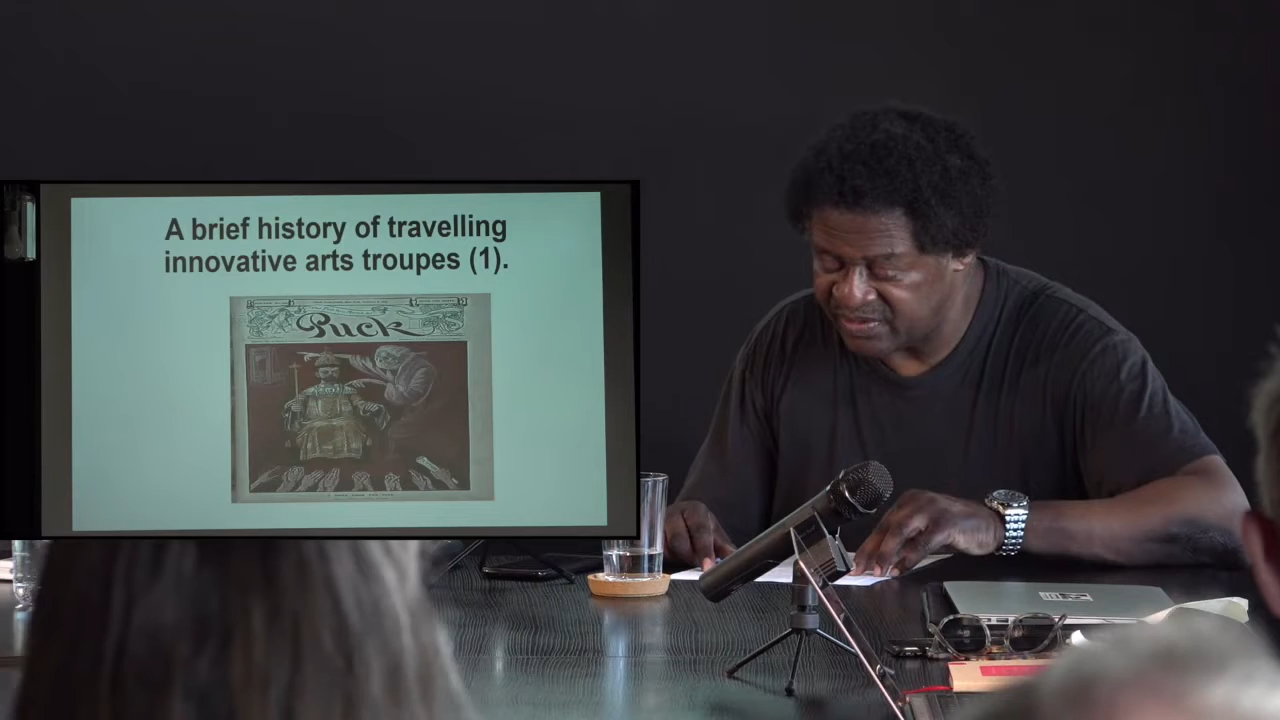 A brief history of travelling
innovative arts troupes (1).
Puck